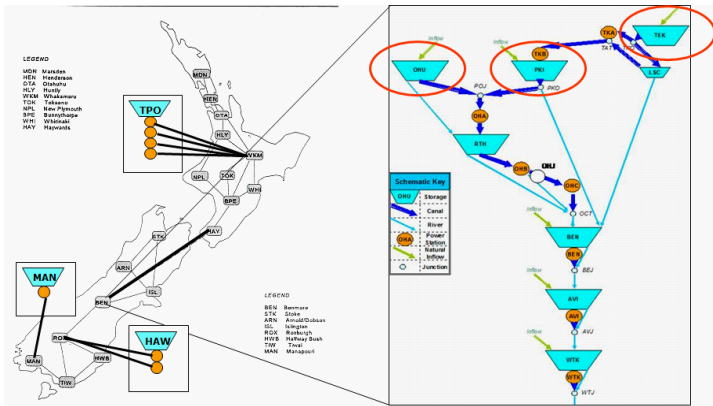 LEGEND
MDN Marsden
HEN Henderson
OTA Otahuhu
HLY Huntly
WKM Whakamaru
TOK Tokaanu
NPL New Plymouth
BPE Bunnythorpe
WHI Whirinaki
HAY Haywards
TPO
MDN
HEN
OTA
HLY
WKM
NPL
TOK
WHI
BPE
HAY
STK
ARN
ISL
BEN
MAN
ROX
HWB
MAN
TIW
HAW
LEGEND
BEN Benmore
STK Stoke
ARN Arnold/Dobson
ISL Islington
ROX Roxburgh
HWB Halfway Bush
TIW Tiwai
MAN Manapouri
Inflow
TEK
TKA
TAT
LSC
Inflow
OHU
Inflow
TKB
PKI
POJ
PKO
OHA
RTH
OHB
OHJ
OHC
OCT
Schematic Key
OHU Storage
Canal
River
OHA Power Station
Natural Inflow
Junction
Inflow
BEN
BEN
BEJ
Inflow
AVI
AVI
AVJ
Inflow
WTK
WTK
WTJ